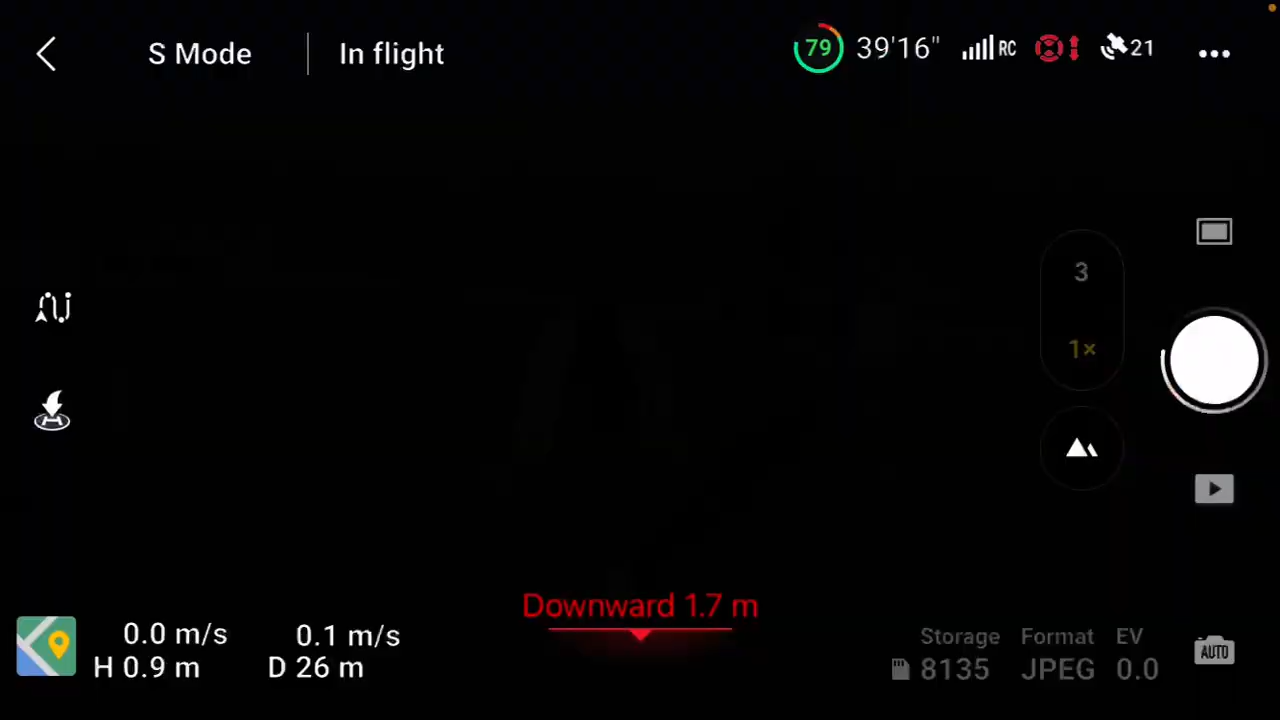 S Mode
In flight
79
39'16"
RC
21
3
1×
Downward 1.7 m
0.0 m/s
0.1 m/s
H 0.9 m
D 26 m
Storage
Format
EV
8135
JPEG
0.0
AUTO